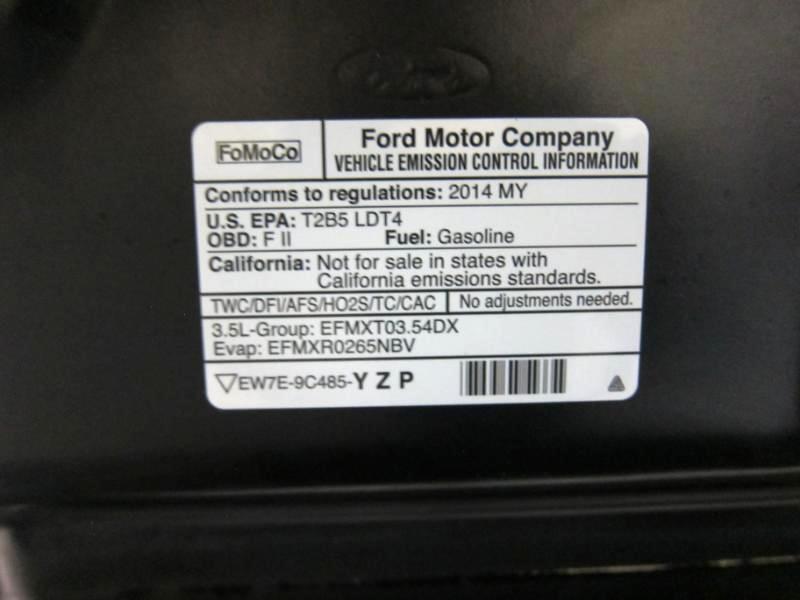 Ford
FoMoCo
Ford Motor Company
VEHICLE EMISSION CONTROL INFORMATION
Conforms to regulations: 2014 MY
U.S. EPA: T2B5 LDT4
OBD: F II Fuel: Gasoline
California: Not for sale in states with
California emissions standards.
TWC/DFI/AFS/HO2S/TC/CAC No adjustments needed.
3.5L-Group: EFMXT03.54DX
Evap: EFMXR0265NBV
EW7E-9C485-Y Z P